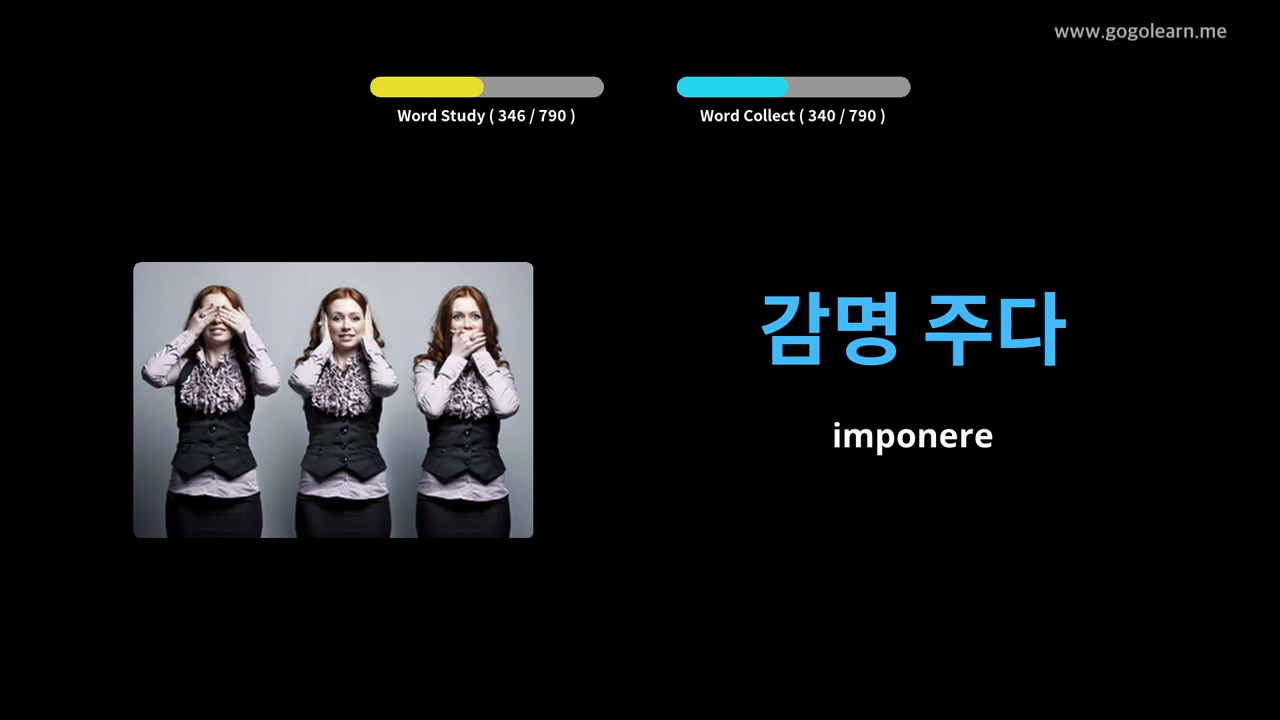 www.gogolearn.me
Word Study ( 346 / 790 )
Word Collect ( 340 / 790 )
감명 주다
imponere